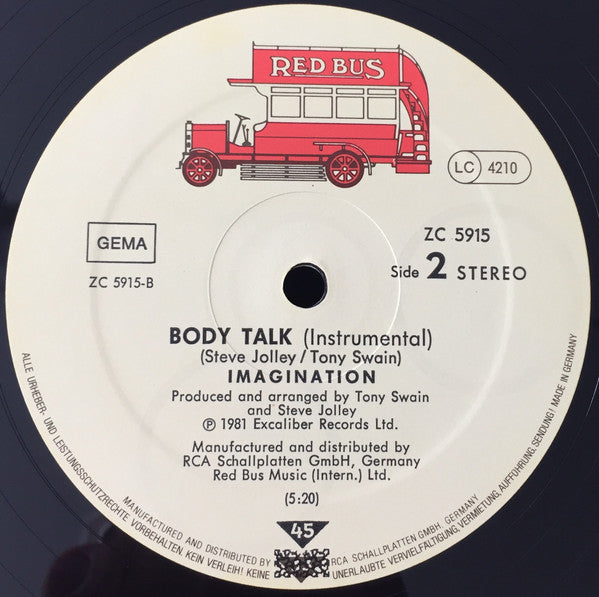 RED BUS
LC 4210
GEMA
ZC 5915-B
ZC 5915
Side 2 STEREO
BODY TALK (Instrumental)
(Steve Jolley/Tony Swain)
IMAGINATION
Produced and arranged by Tony Swain
and Steve Jolley
℗ 1981 Excaliber Records Ltd.
Manufactured and distributed by
RCA Schallplatten GmbH, Germany
Red Bus Music (Intern.) Ltd.
(5:20)
45
MANUFACTURED AND DISTRIBUTED BY RCA SCHALLPLATTEN GMBH. GERMANY
ALLE URHEBER- UND LEISTUNGSSCHUTZRECHTE VORBEHALTEN KEIN VERLEIH! KEINE UNERLAUBTE VERVIELFÄLTIGUNG, VERMIETUNG, AUFFÜHRUNG, SENDUNG! MADE IN GERMANY